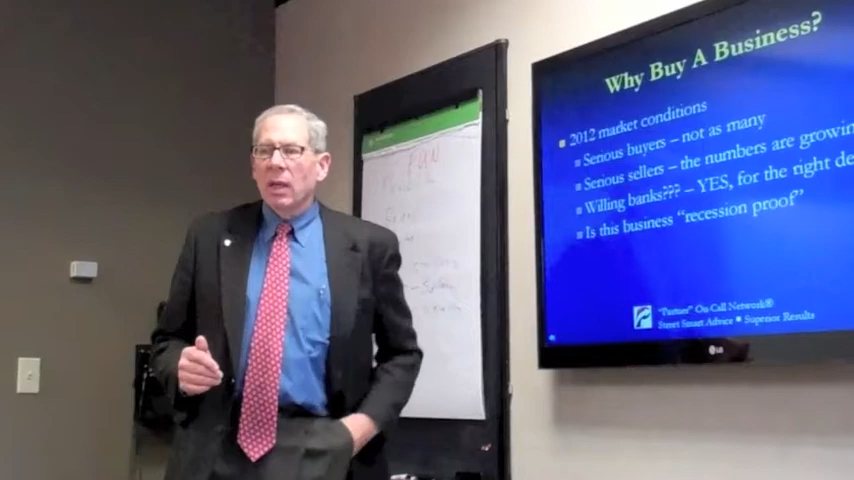 Why Buy A Business?
2012 market conditions
Serious buyers – not as many
Serious sellers – the numbers are growin
Willing banks??? – YES, for the right de
Is this business “recession proof”
"Partner" On-Call Network®
Street Smart Advice • Superior Results
LG